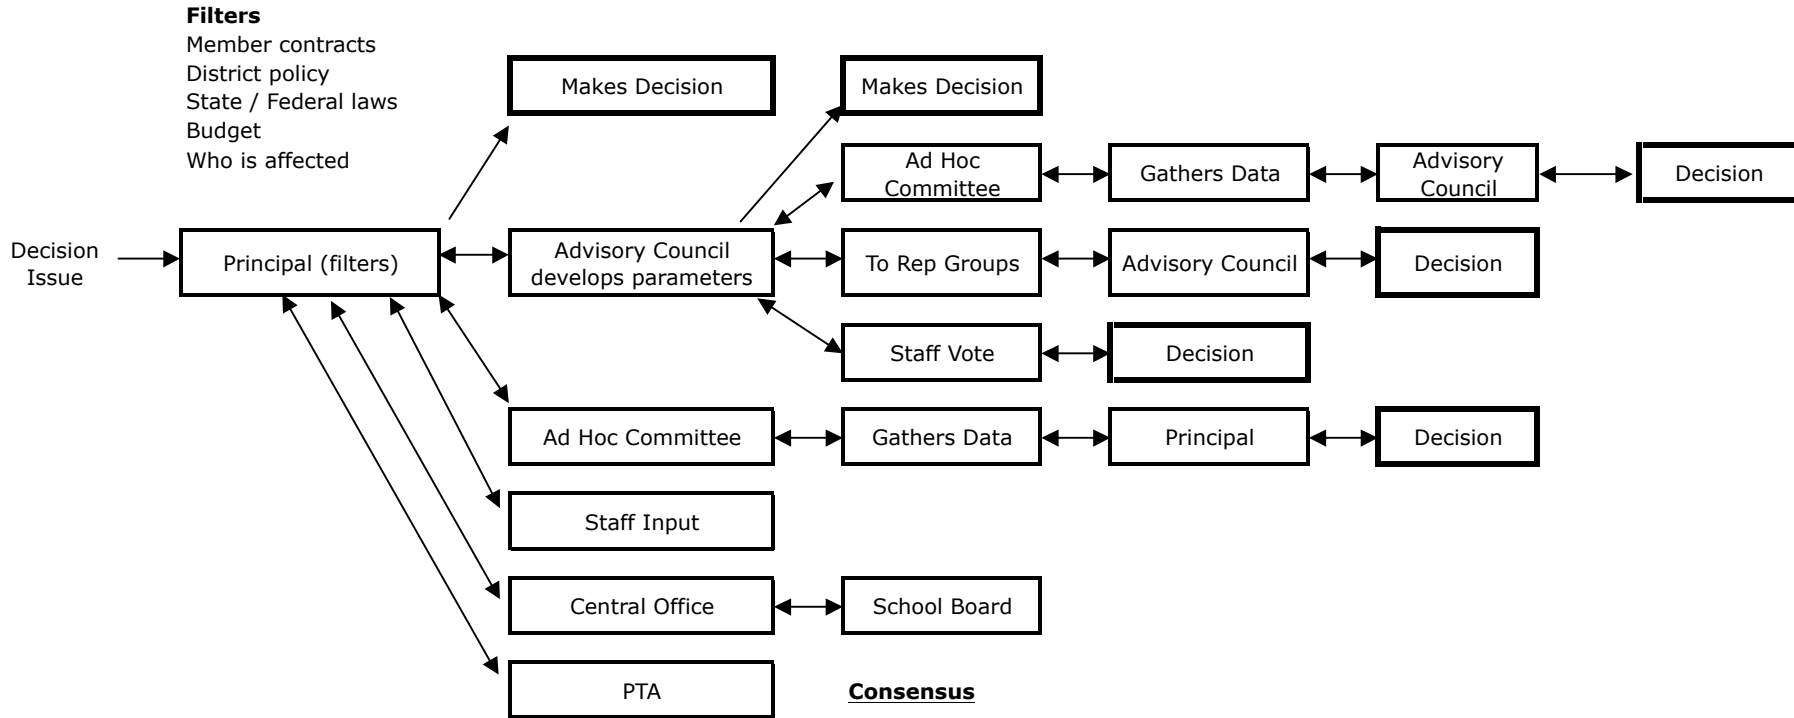 Filters
Member contracts
District policy
State / Federal laws
Budget
Who is affected
Makes Decision
Makes Decision
Ad Hoc
Committee
Gathers Data
Advisory
Council
Decision
Decision
Issue
Principal (filters)
Advisory Council
develops parameters
To Rep Groups
Advisory Council
Decision
Staff Vote
Decision
Ad Hoc Committee
Gathers Data
Principal
Decision
Staff Input
Central Office
School Board
PTA
Consensus